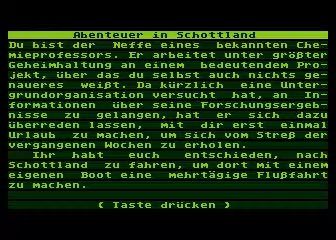 Abenteuer in Schottland
Du bist der Neffe eines bekannten Che-
mieprofessors. Er arbeitet unter größter
Geheimhaltung an einem bedeutendem Pro-
jekt, über das du selbst auch nichts ge-
naueres weißt. Da kürzlich eine Unter-
grundorganisation versucht hat, an In-
formationen über seine Forschungsergeb-
nisse zu gelangen, hat er sich dazu
überreden lassen, mit dir erst einmal
Urlaub zu machen, um sich vom Streß der
vergangenen Wochen zu erholen.
Ihr habt euch entschieden, nach
Schottland zu fahren, um dort mit einem
eigenen Boot eine mehrtägige Flußfahrt
zu machen.
( Taste drücken )